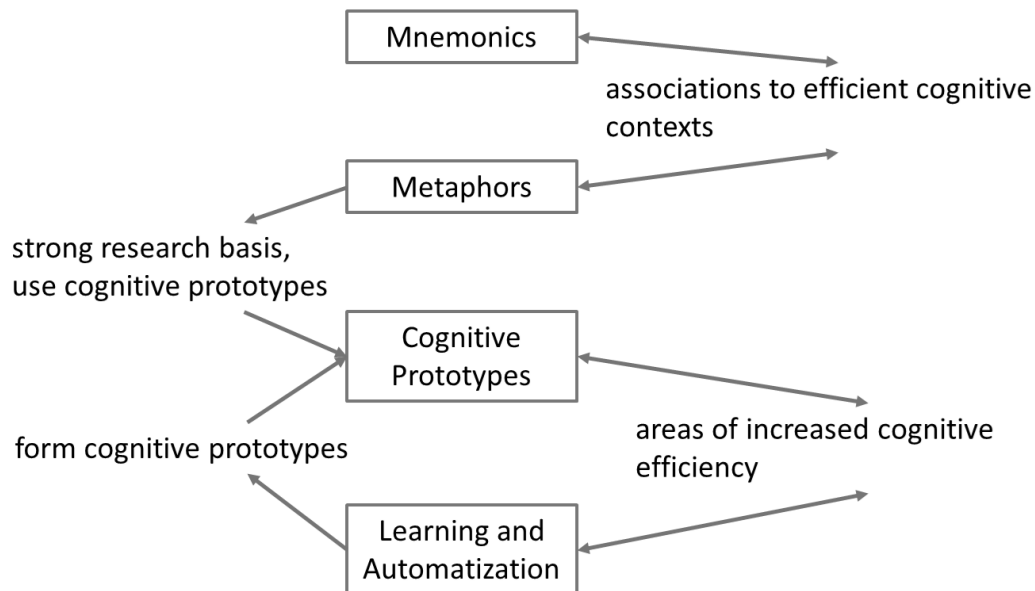 Mnemonics
associations to efficient cognitive
contexts
Metaphors
strong research basis,
use cognitive prototypes
Cognitive
Prototypes
form cognitive prototypes
areas of increased cognitive
efficiency
Learning and
Automatization